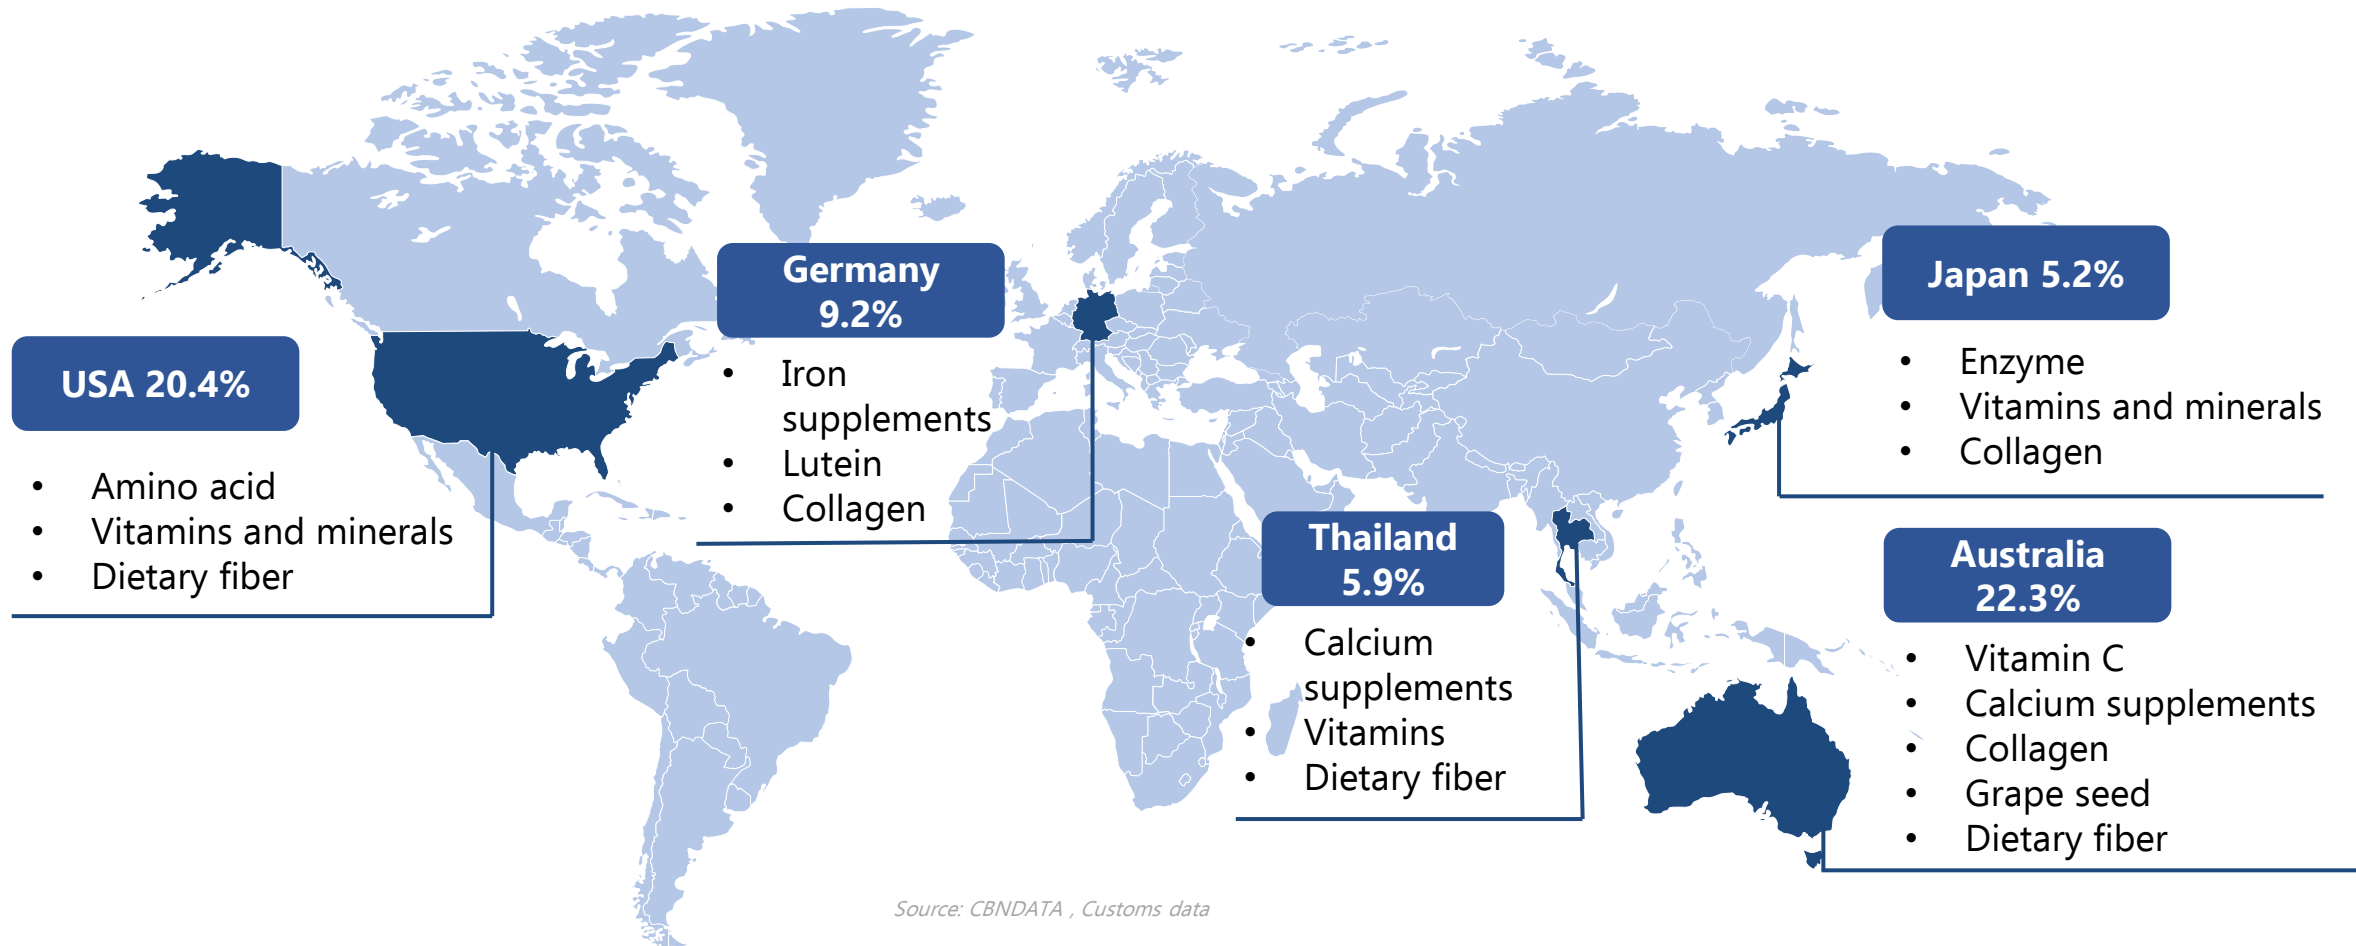 USA 20.4%
• Amino acid
• Vitamins and minerals
• Dietary fiber
Germany
9.2%
• Iron
supplements
• Lutein
• Collagen
Thailand
5.9%
• Calcium
supplements
• Vitamins
• Dietary fiber
Japan 5.2%
• Enzyme
• Vitamins and minerals
• Collagen
Australia
22.3%
• Vitamin C
• Calcium supplements
• Collagen
• Grape seed
• Dietary fiber
Source: CBNDATA , Customs data